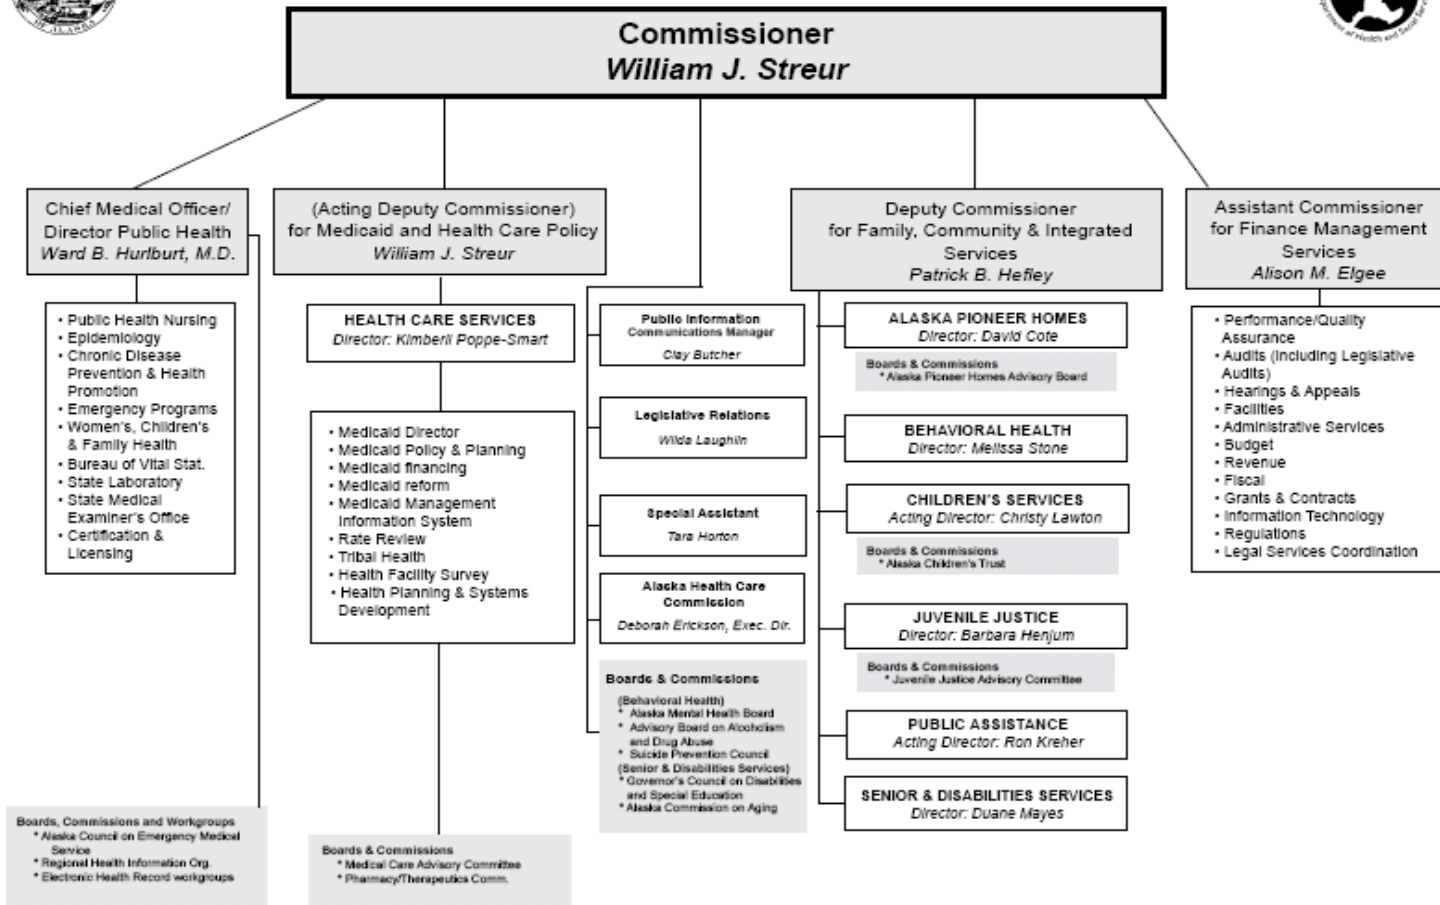 OF ALASKA
Department of Health and Social Services
Commissioner
William J. Streur
Chief Medical Officer/
Director Public Health
Ward B. Hurlburt, M.D.
• Public Health Nursing
• Epidemiology
• Chronic Disease
Prevention & Health
Promotion
• Emergency Programs
• Women's, Children's
& Family Health
• Bureau of Vital Stat.
• State Laboratory
• State Medical
Examiner's Office
• Certification &
Licensing
Boards, Commissions and Workgroups
* Alaska Council on Emergency Medical
Service
* Regional Health Information Org.
* Electronic Health Record workgroups
(Acting Deputy Commissioner)
for Medicaid and Health Care Policy
William J. Streur
HEALTH CARE SERVICES
Director: Kimberli Poppe-Smart
• Medicaid Director
• Medicaid Policy & Planning
• Medicaid financing
• Medicaid reform
• Medicaid Management
Information System
• Rate Review
• Tribal Health
• Health Facility Survey
• Health Planning & Systems
Development
Boards & Commissions
* Medical Care Advisory Committee
* Pharmacy/Therapeutics Comm.
Public Information
Communications Manager
Clay Butcher
Legislative Relations
Wilda Laughlin
Special Assistant
Tara Horton
Alaska Health Care
Commission
Deborah Erickson, Exec. Dir.
Boards & Commissions
(Behavioral Health)
* Alaska Mental Health Board
* Advisory Board on Alcoholism
and Drug Abuse
* Suicide Prevention Council
(Senior & Disabilities Services)
* Governor's Council on Disabilities
and Special Education
* Alaska Commission on Aging
Deputy Commissioner
for Family, Community & Integrated
Services
Patrick B. Hefley
ALASKA PIONEER HOMES
Director: David Cote
Boards & Commissions
* Alaska Pioneer Homes Advisory Board
BEHAVIORAL HEALTH
Director: Melissa Stone
CHILDREN'S SERVICES
Acting Director: Christy Lawton
Boards & Commissions
* Alaska Children's Trust
JUVENILE JUSTICE
Director: Barbara Henjum
Boards & Commissions
* Juvenile Justice Advisory Committee
PUBLIC ASSISTANCE
Acting Director: Ron Kreher
SENIOR & DISABILITIES SERVICES
Director: Duane Mayes
Assistant Commissioner
for Finance Management
Services
Alison M. Elgee
• Performance/Quality
Assurance
• Audits (Including Legislative
Audits)
• Hearings & Appeals
• Facilities
• Administrative Services
• Budget
• Revenue
• Fiscal
• Grants & Contracts
• Information Technology
• Regulations
• Legal Services Coordination